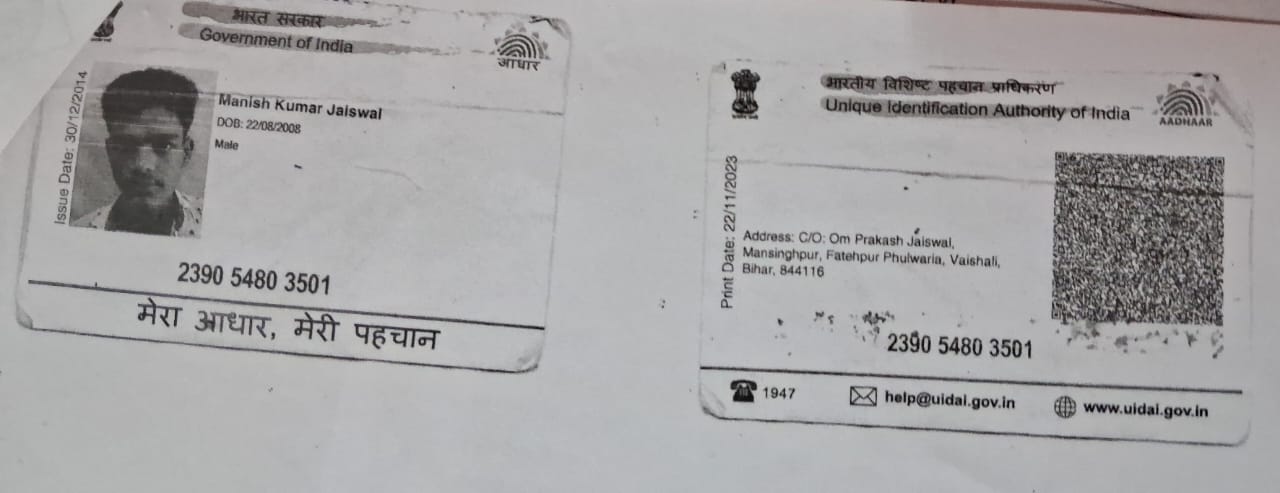 भारत सरकार
Government of India
आधार
Issue Date: 30/12/2014
Manish Kumar Jaiswal
DOB: 22/08/2008
Male
2390 5480 3501
मेरा आधार, मेरी पहचान
भारतीय विशिष्ट पहचान प्राधिकरण
Unique Identification Authority of India
AADHAAR
Print Date: 22/11/2023
Address: C/O: Om Prakash Jaiswal,
Mansinghpur, Fatehpur Phulwaria, Vaishali,
Bihar, 844116
2390 5480 3501
1947
help@uidai.gov.in
www.uidai.gov.in